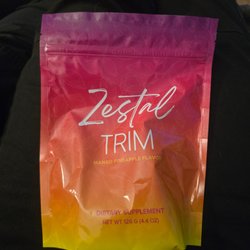 Zestal
TRIM
MANGO PINEAPPLE FLAVOR
DIETARY SUPPLEMENT
NET WT 126 G (4.4 OZ)